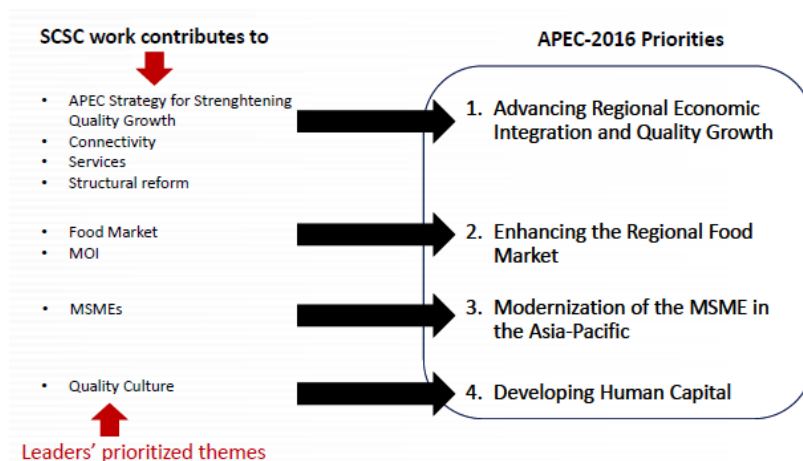 SCSC work contributes to
APEC-2016 Priorities
• APEC Strategy for Strenghtening
Quality Growth
• Connectivity
• Services
• Structural reform
1. Advancing Regional Economic
Integration and Quality Growth
• Food Market
• MOI
2. Enhancing the Regional Food
Market
• MSMEs
3. Modernization of the MSME in
the Asia-Pacific
• Quality Culture
4. Developing Human Capital
Leaders' prioritized themes